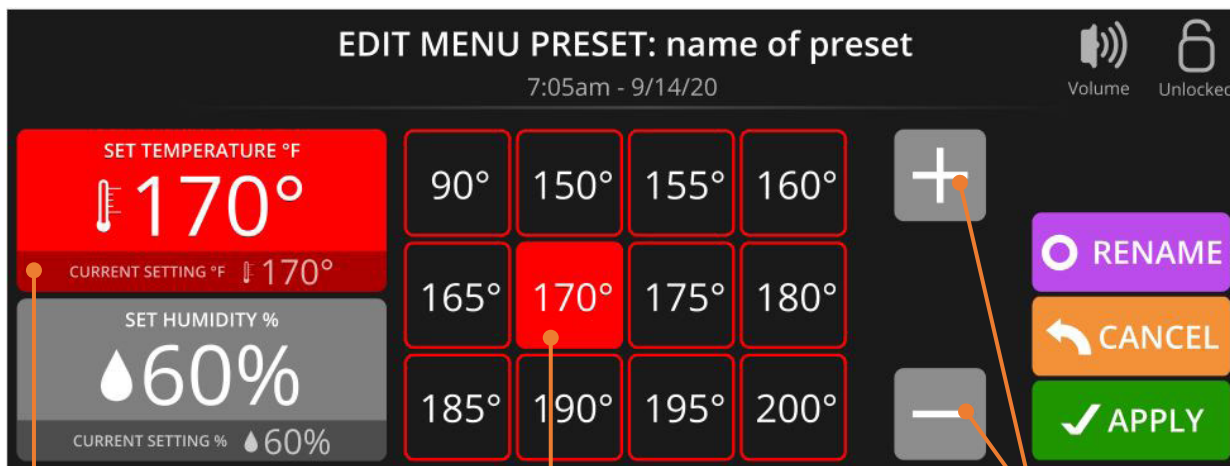 EDIT MENU PRESET: name of preset
7:05am - 9/14/20
Volume
Unlocked
SET TEMPERATURE °F
170°
CURRENT SETTING °F 170°
SET HUMIDITY %
60%
CURRENT SETTING % 60%
90° 150° 155° 160°
165° 170° 175° 180°
185° 190° 195° 200°
+
−
RENAME
CANCEL
APPLY